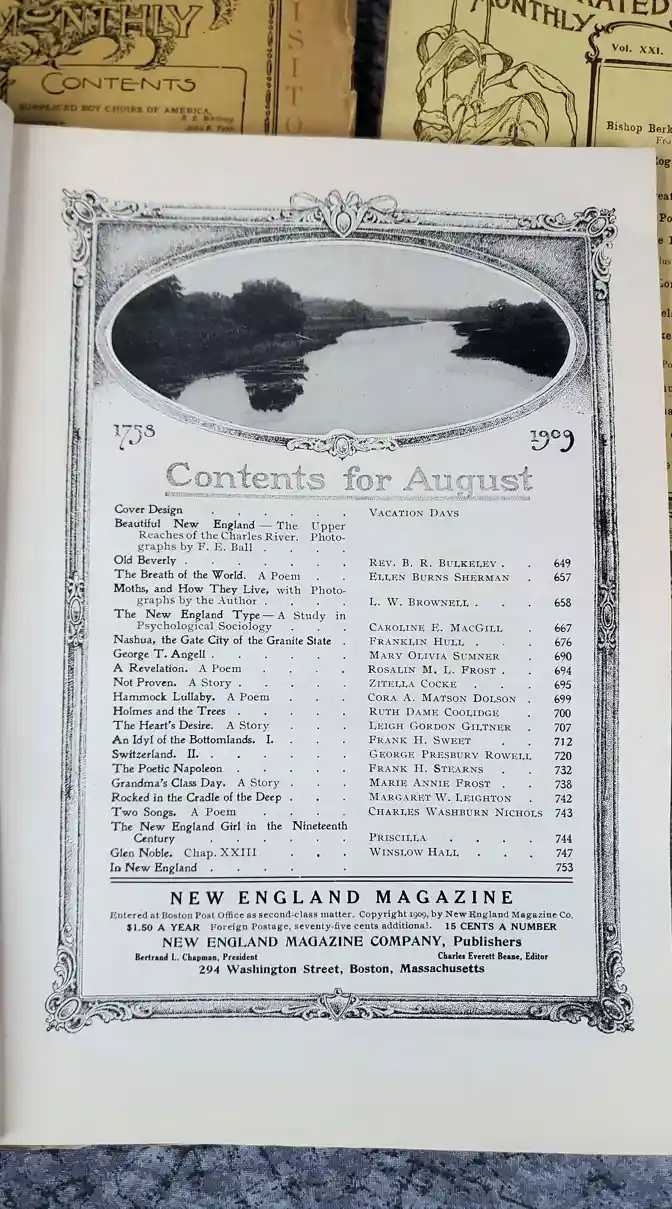 MONTHLY
CONTENTS
SURPLICED BOY CHOIRS OF AMERICA,
ISITO
MONTHLY
Vol. XXI.
Bishop Berk
1758
1909
Contents for August
Cover Design . . . . . . VACATION DAYS
Beautiful New England — The Upper
Reaches of the Charles River. Photo-
graphs by F. E. Ball . . . .
Old Beverly . . . . . . REV. B. R. BULKELEY . . 649
The Breath of the World. A Poem . . ELLEN BURNS SHERMAN . 657
Moths, and How They Live, with Photo-
graphs by the Author . . . . L. W. BROWNELL . . . 658
The New England Type — A Study in
Psychological Sociology . . . CAROLINE E. MACGILL . 667
Nashua, the Gate City of the Granite State . FRANKLIN HULL . . 676
George T. Angell . . . . . MARY OLIVIA SUMNER . 690
A Revelation. A Poem . . . . ROSALIN M. L. FROST . . 694
Not Proven. A Story . . . . ZITELLA COCKE . . . 695
Hammock Lullaby. A Poem . . . CORA A. MATSON DOLSON . 699
Holmes and the Trees . . . . RUTH DAME COOLIDGE . 700
The Heart's Desire. A Story . . . LEIGH GORDON GILTNER . 707
An Idyl of the Bottomlands. I. . . . FRANK H. SWEET . . 712
Switzerland. II. . . . . . GEORGE PRESBURY ROWELL 720
The Poetic Napoleon . . . . FRANK H. STEARNS . . 732
Grandma's Class Day. A Story . . . MARIE ANNIE FROST . . 738
Rocked in the Cradle of the Deep . . . MARGARET W. LEIGHTON . 742
Two Songs. A Poem . . . . CHARLES WASHBURN NICHOLS 743
The New England Girl in the Nineteenth
Century . . . . . PRISCILLA . . . . 744
Glen Noble. Chap. XXIII . . . WINSLOW HALL . . . 747
In New England . . . . . 753
NEW ENGLAND MAGAZINE
Entered at Boston Post Office as second-class matter. Copyright 1909, by New England Magazine Co.
$1.50 A YEAR Foreign Postage, seventy-five cents additional. 15 CENTS A NUMBER
NEW ENGLAND MAGAZINE COMPANY, Publishers
Bertrand L. Chapman, President Charles Everett Beane, Editor
294 Washington Street, Boston, Massachusetts